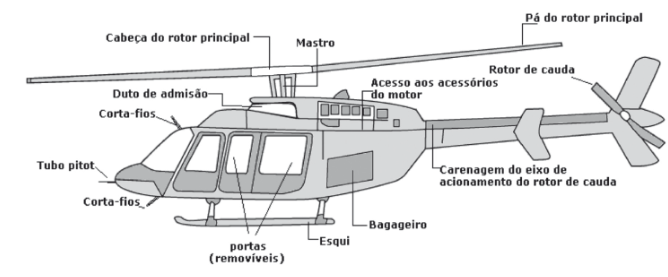 Pá do rotor principal
Cabeça do rotor principal
Mastro
Rotor de cauda
Acesso aos acessórios
do motor
Duto de admisão
Corta-fios
Tubo pitot
Carenagem do eixo de
acionamento do rotor de cauda
Corta-fios
Bagageiro
Esqui
portas
(removíveis)